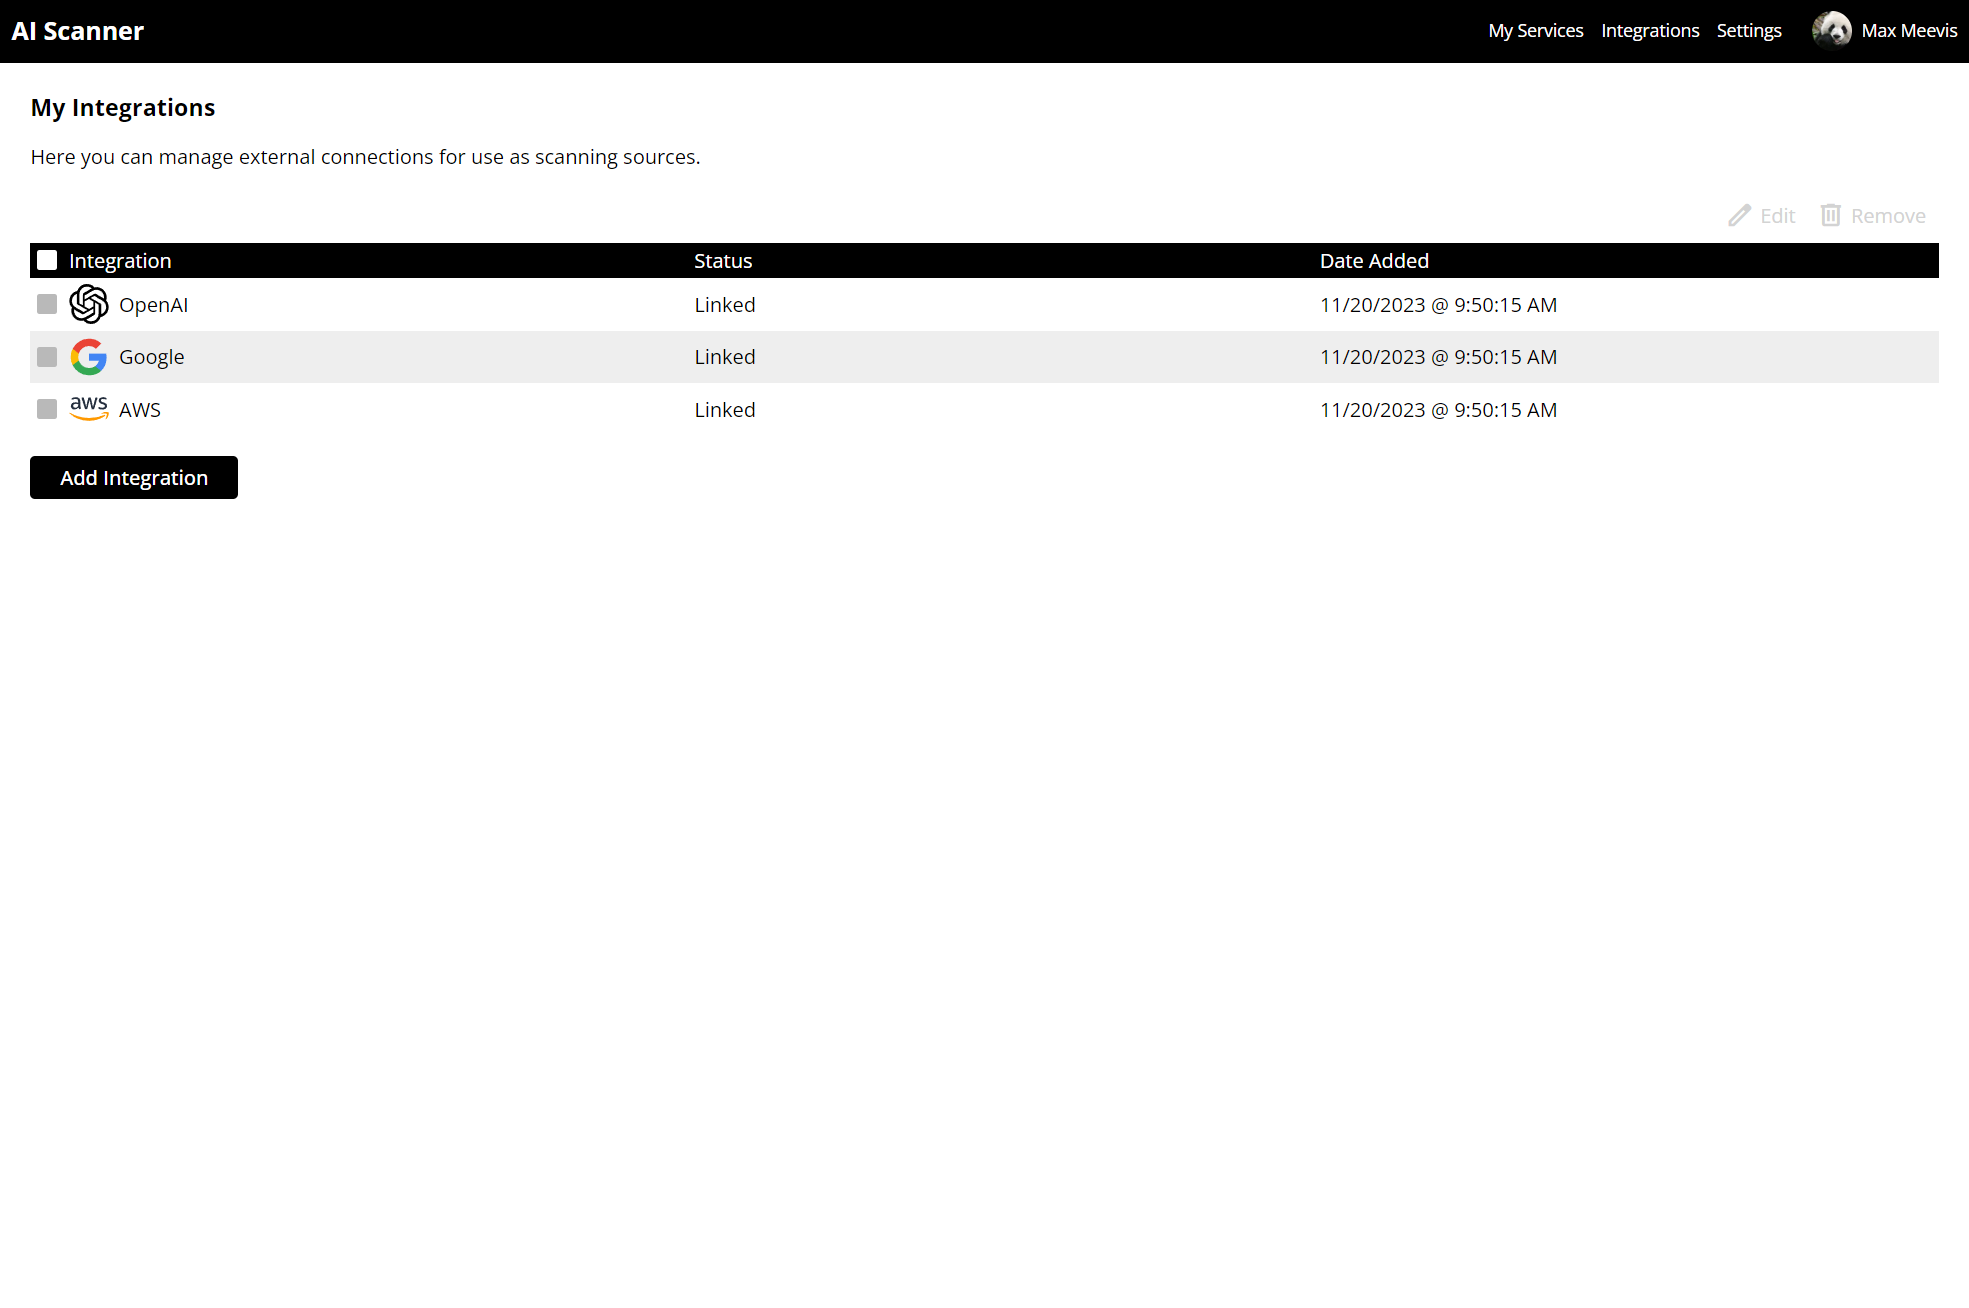 AI Scanner My Services Integrations Settings Max Meevis
My Integrations
Here you can manage external connections for use as scanning sources.
Edit Remove
Integration Status Date Added
OpenAI Linked 11/20/2023 @ 9:50:15 AM
Google Linked 11/20/2023 @ 9:50:15 AM
aws AWS Linked 11/20/2023 @ 9:50:15 AM
Add Integration